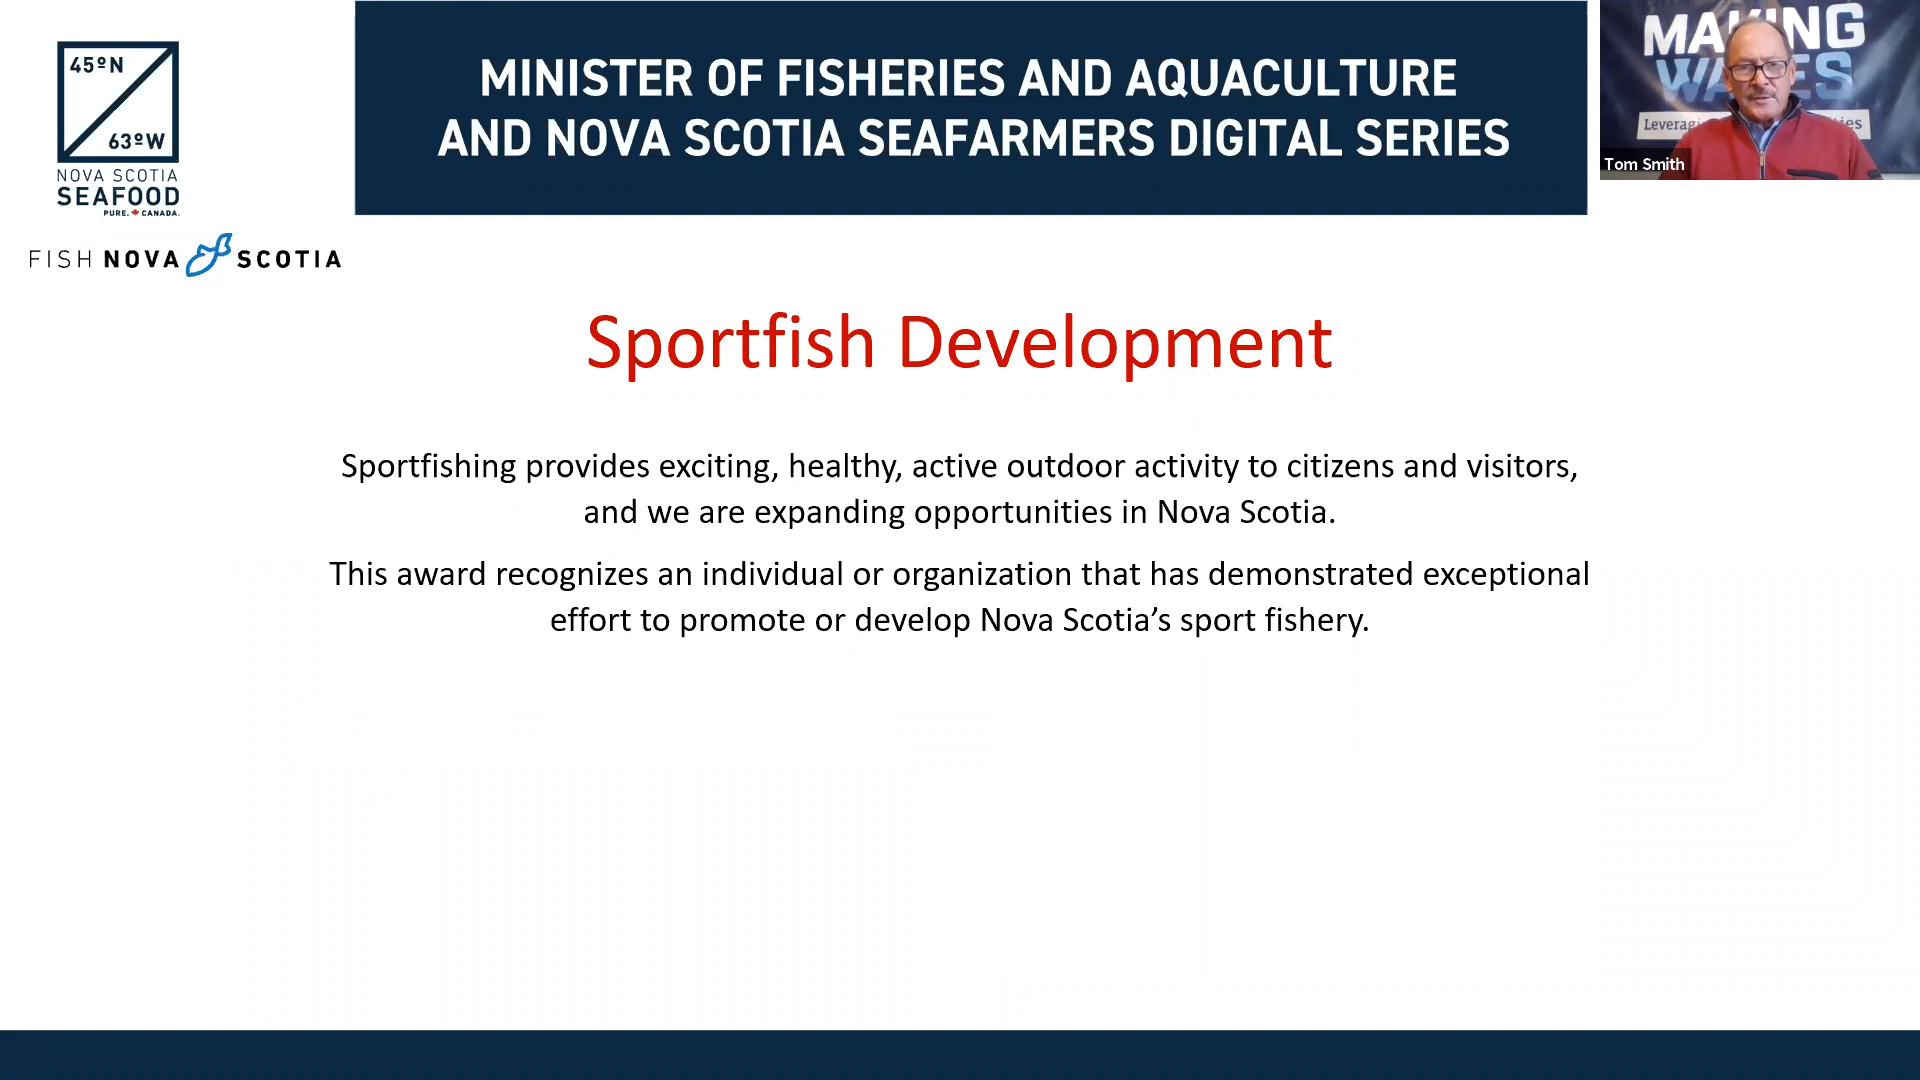 45ºN
63ºW
NOVA SCOTIA
SEAFOOD
PURE. CANADA.
FISH NOVA SCOTIA
MINISTER OF FISHERIES AND AQUACULTURE
AND NOVA SCOTIA SEAFARMERS DIGITAL SERIES
MAKING
WAVES
Tom Smith
Sportfish Development
Sportfishing provides exciting, healthy, active outdoor activity to citizens and visitors,
and we are expanding opportunities in Nova Scotia.
This award recognizes an individual or organization that has demonstrated exceptional
effort to promote or develop Nova Scotia’s sport fishery.